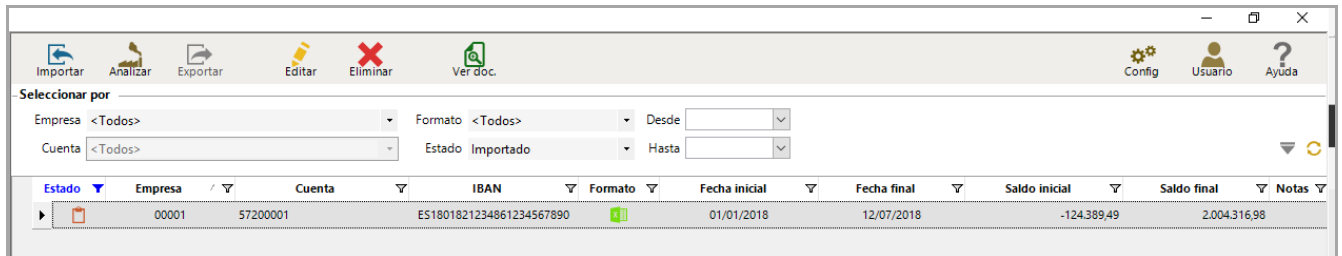 Importar Analizar Exportar Editar Eliminar Ver doc. Config Usuario Ayuda
Seleccionar por
Empresa <Todos> Formato <Todos> Desde
Cuenta <Todos> Estado Importado Hasta
Estado Empresa Cuenta IBAN Formato Fecha inicial Fecha final Saldo inicial Saldo final Notas
00001 57200001 ES1801821234861234567890 01/01/2018 12/07/2018 -124.389,49 2.004.316,98